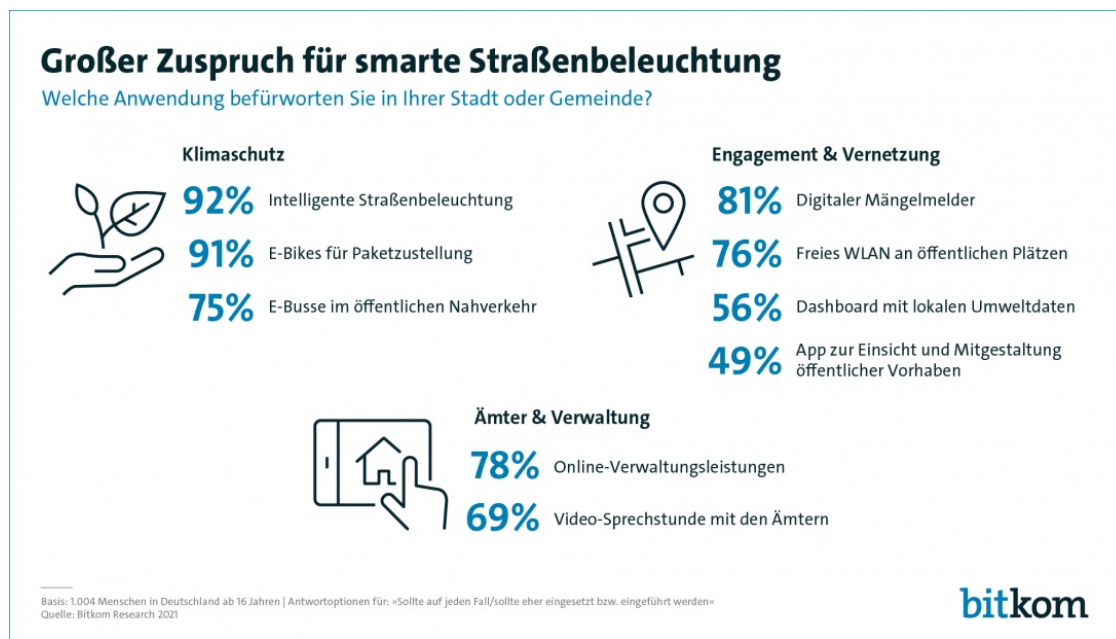 Großer Zuspruch für smarte Straßenbeleuchtung
Welche Anwendung befürworten Sie in Ihrer Stadt oder Gemeinde?
Klimaschutz
92% Intelligente Straßenbeleuchtung
91% E-Bikes für Paketzustellung
75% E-Busse im öffentlichen Nahverkehr
Engagement & Vernetzung
81% Digitaler Mängelmelder
76% Freies WLAN an öffentlichen Plätzen
56% Dashboard mit lokalen Umweltdaten
49% App zur Einsicht und Mitgestaltung
öffentlicher Vorhaben
Ämter & Verwaltung
78% Online-Verwaltungsleistungen
69% Video-Sprechstunde mit den Ämtern
Basis: 1.004 Menschen in Deutschland ab 16 Jahren | Antwortoptionen für: »Sollte auf jeden Fall/sollte eher eingesetzt bzw. eingeführt werden«
Quelle: Bitkom Research 2021
bitkom